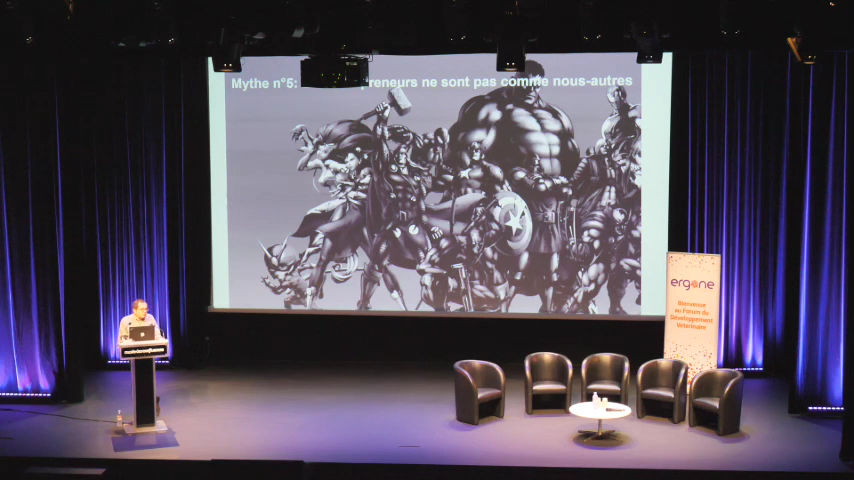 Mythe n°5: preneurs ne sont pas comme nous-autres
ergone
Bienvenue
au Forum du
Développement
Vétérinaire